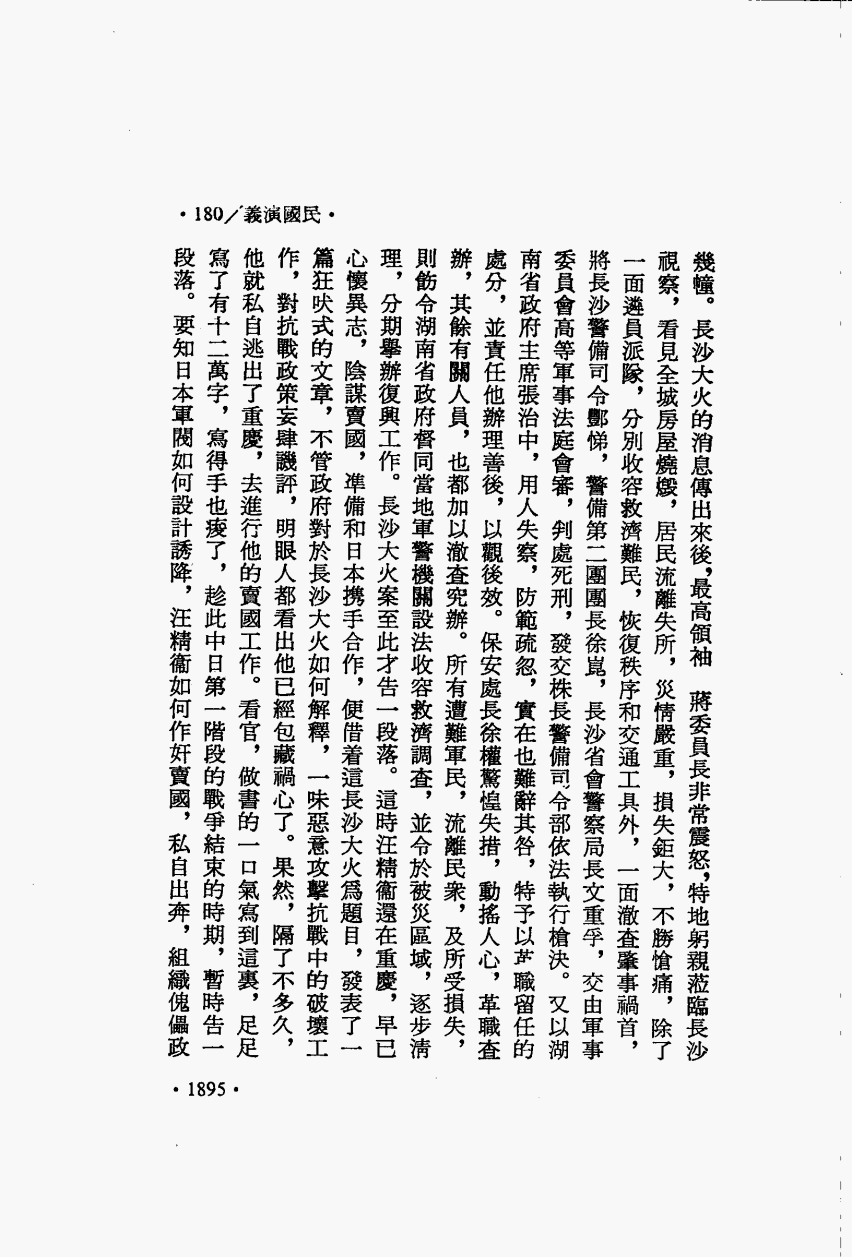 ·180/義演國民·
幾幢。長沙大火的消息傳出來後，最高領袖　蔣委員長非常震怒，特地躬親蒞臨長沙
視察，看見全城房屋燒燬，居民流離失所，災情嚴重，損失鉅大，不勝愴痛，除了
一面遴員派隊，分別收容救濟難民，恢復秩序和交通工具外，一面澈查肇事禍首，
將長沙警備司令酆悌，警備第二團團長徐崑，長沙省會警察局長文重孚，交由軍事
委員會高等軍事法庭會審，判處死刑，發交株長警備司令部依法執行槍決。又以湖
南省政府主席張治中，用人失察，防範疏忽，實在也難辭其咎，特予以革職留任的
處分，並責任他辦理善後，以觀後效。保安處長徐權驚惶失措，動搖人心，革職查
辦，其餘有關人員，也都加以澈查究辦。所有遭難軍民，流離民衆，及所受損失，
則飭令湖南省政府督同當地軍警機關設法收容救濟調查，並令於被災區域，逐步清
理，分期舉辦復興工作。長沙大火案至此才告一段落。這時汪精衞還在重慶，早已
心懷異志，陰謀賣國，準備和日本携手合作，便借着這長沙大火爲題目，發表了一
篇狂吠式的文章，不管政府對於長沙大火如何解釋，一味惡意攻擊抗戰中的破壞工
作，對抗戰政策妄肆譏評，明眼人都看出他已經包藏禍心了。果然，隔了不多久，
他就私自逃出了重慶，去進行他的賣國工作。看官，做書的一口氣寫到這裏，足足
寫了有十二萬字，寫得手也痠了，趁此中日第一階段的戰爭結束的時期，暫時告一
段落。要知日本軍閥如何設計誘降，汪精衞如何作奸賣國，私自出奔，組織傀儡政
·1895·